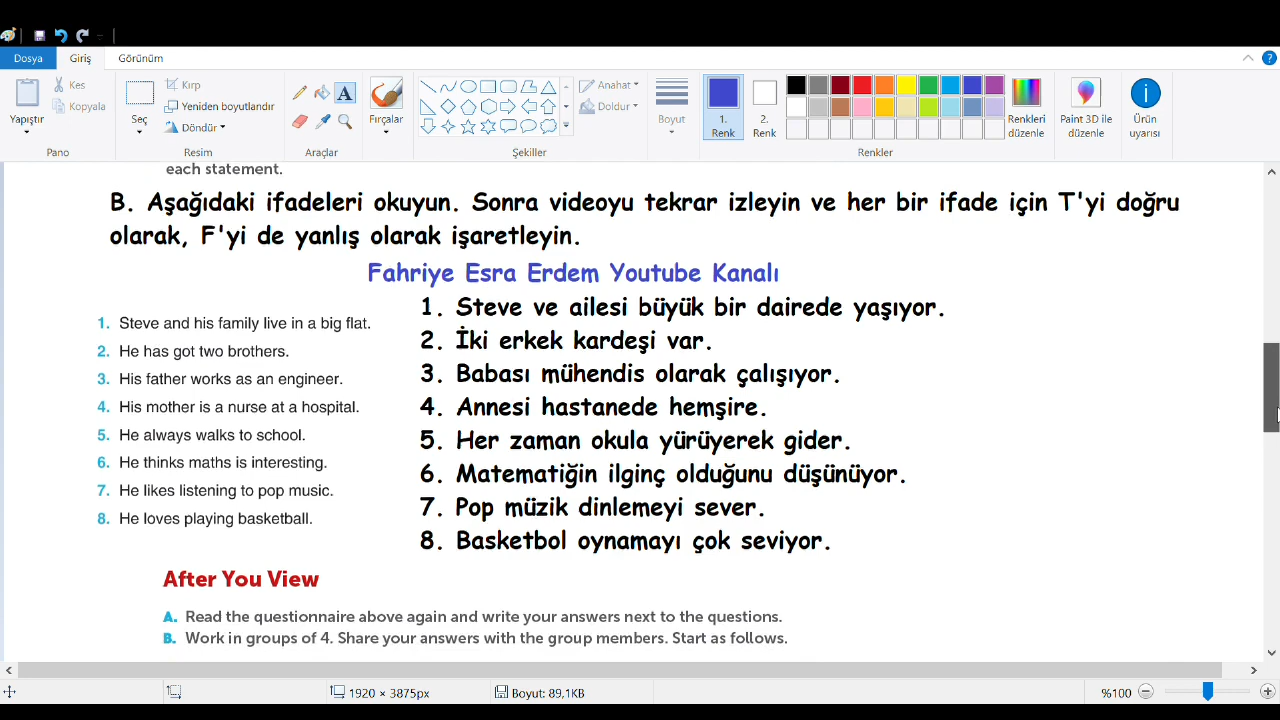 Dosya Giriş Görünüm
Yapıştır
Kes
Kopyala
Pano
Seç
Kırp
Yeniden boyutlandır
Döndür
Resim
A
Araçlar
Fırçalar
Anahat
Doldur
Şekiller
Boyut
1.
Renk
2.
Renk
Renkleri
düzenle
Renkler
Paint 3D ile
düzenle
Ürün
uyarısı
each statement.
B. Aşağıdaki ifadeleri okuyun. Sonra videoyu tekrar izleyin ve her bir ifade için T'yi doğru
olarak, F'yi de yanlış olarak işaretleyin.
Fahriye Esra Erdem Youtube Kanalı
1. Steve and his family live in a big flat.
2. He has got two brothers.
3. His father works as an engineer.
4. His mother is a nurse at a hospital.
5. He always walks to school.
6. He thinks maths is interesting.
7. He likes listening to pop music.
8. He loves playing basketball.
1. Steve ve ailesi büyük bir dairede yaşıyor.
2. İki erkek kardeşi var.
3. Babası mühendis olarak çalışıyor.
4. Annesi hastanede hemşire.
5. Her zaman okula yürüyerek gider.
6. Matematiğin ilginç olduğunu düşünüyor.
7. Pop müzik dinlemeyi sever.
8. Basketbol oynamayı çok seviyor.
After You View
A. Read the questionnaire above again and write your answers next to the questions.
B. Work in groups of 4. Share your answers with the group members. Start as follows.
1920 × 3875px
Boyut: 89,1KB
%100